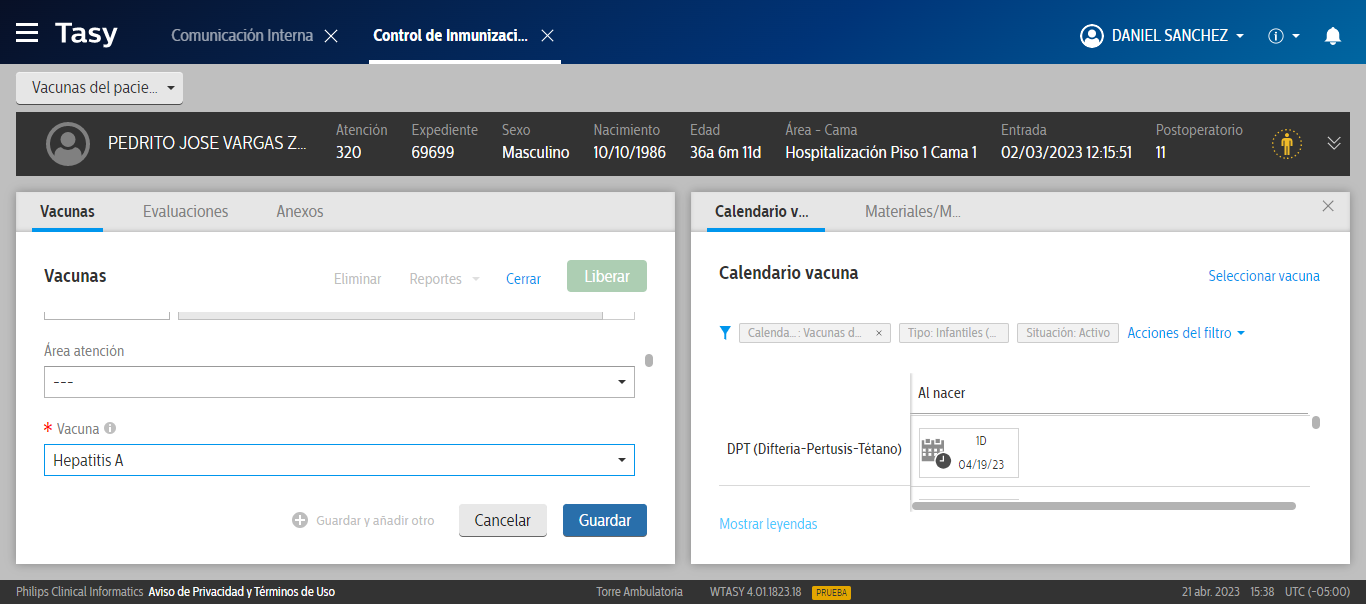 Tasy
Comunicación Interna
Control de Inmunizaci...
DANIEL SANCHEZ
Vacunas del pacie...
PEDRITO JOSE VARGAS Z...
Atención
320
Expediente
69699
Sexo
Masculino
Nacimiento
10/10/1986
Edad
36a 6m 11d
Área - Cama
Hospitalización Piso 1 Cama 1
Entrada
02/03/2023 12:15:51
Postoperatorio
11
Vacunas
Evaluaciones
Anexos
Vacunas
Eliminar
Reportes
Cerrar
Liberar
Área atención
---
* Vacuna
Hepatitis A
Guardar y añadir otro
Cancelar
Guardar
Calendario v...
Materiales/M...
Calendario vacuna
Seleccionar vacuna
Calenda... : Vacunas d... ×
Tipo: Infantiles (...
Situación: Activo
Acciones del filtro
Al nacer
DPT (Difteria-Pertusis-Tétano)
1D
04/19/23
Mostrar leyendas
Philips Clinical Informatics Aviso de Privacidad y Términos de Uso
Torre Ambulatoria
WTASY 4.01.1823.18
PRUEBA
21 abr. 2023 15:38 UTC (-05:00)